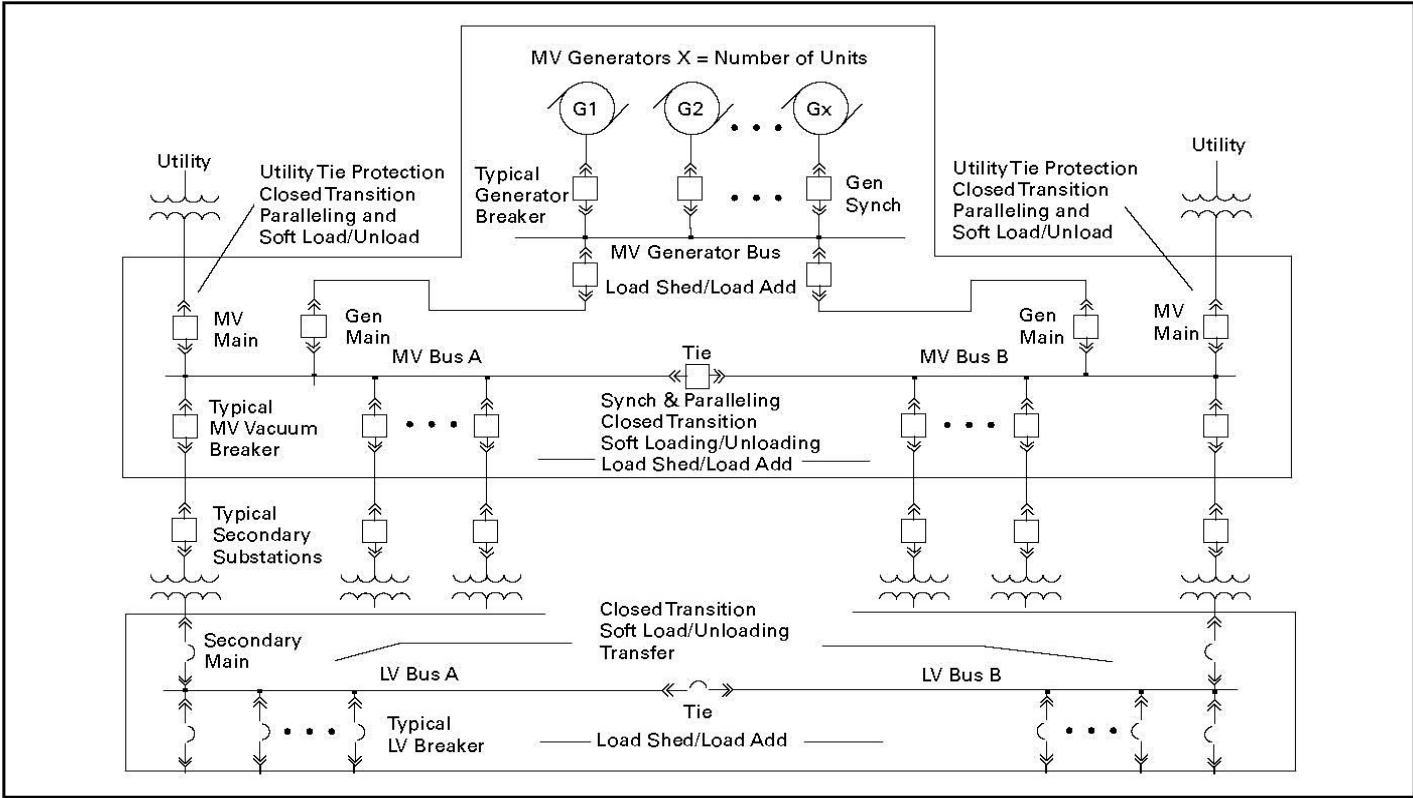 MV Generators X = Number of Units
G1
G2
Gx
Utility
Utility Tie Protection
Closed Transition
Paralleling and
Soft Load/Unload
Typical
Generator
Breaker
Gen
Synch
Utility Tie Protection
Closed Transition
Paralleling and
Soft Load/Unload
Utility
MV Generator Bus
Load Shed/Load Add
MV
Main
Gen
Main
Gen
Main
MV
Main
MV Bus A
Tie
MV Bus B
Typical
MV Vacuum
Breaker
Synch & Paralleling
Closed Transition
Soft Loading/Unloading
Load Shed/Load Add
Typical
Secondary
Substations
Closed Transition
Soft Load/Unloading
Transfer
Secondary
Main
LV Bus A
LV Bus B
Tie
Typical
LV Breaker
Load Shed/Load Add